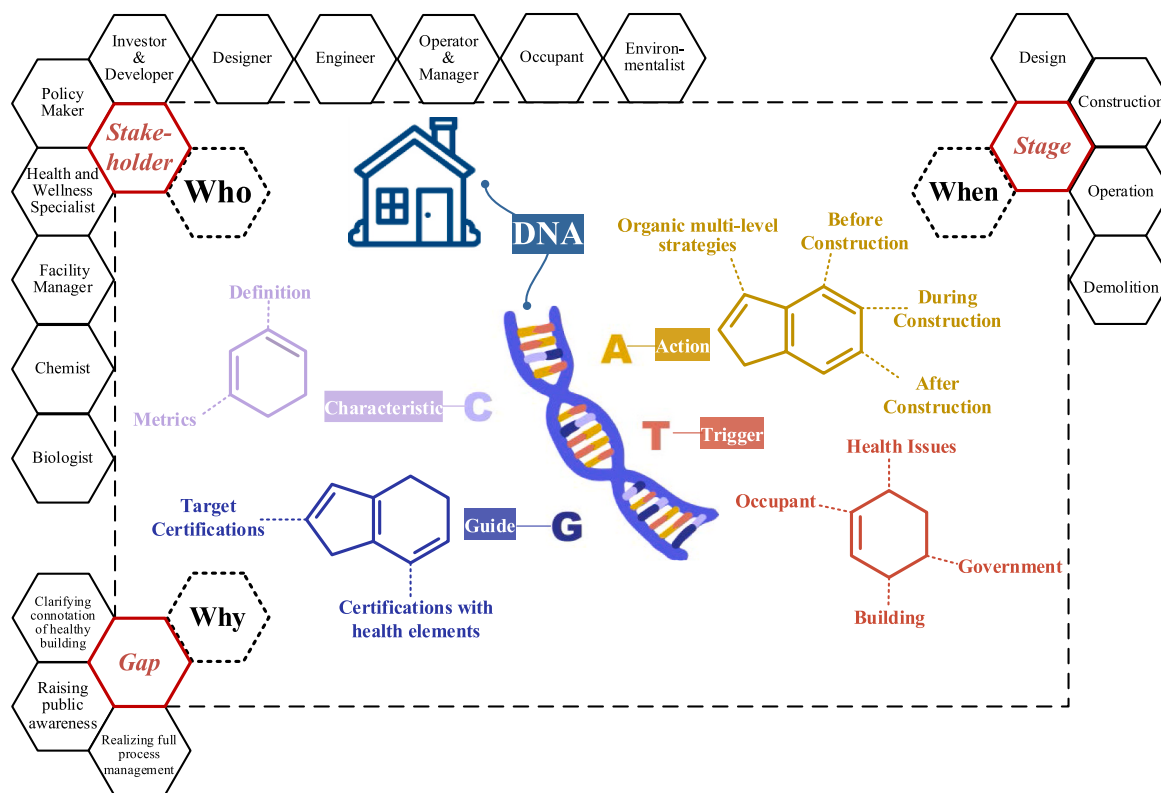 Investor
&
Developer
Designer
Engineer
Operator
&
Manager
Occupant
Environ-
mentalist
Policy
Maker
Stake-
holder
Who
Health and
Wellness
Specialist
Facility
Manager
Chemist
Biologist
Design
Construction
Stage
When
Operation
Demolition
DNA
Organic multi-level
strategies
Before
Construction
During
Construction
After
Construction
A
Action
Definition
Metrics
Characteristic
C
T
Trigger
Health Issues
Occupant
Government
Building
Target
Certifications
Guide
G
Certifications with
health elements
Clarifying
connotation
of healthy
building
Why
Gap
Raising
public
awareness
Realizing full
process
management